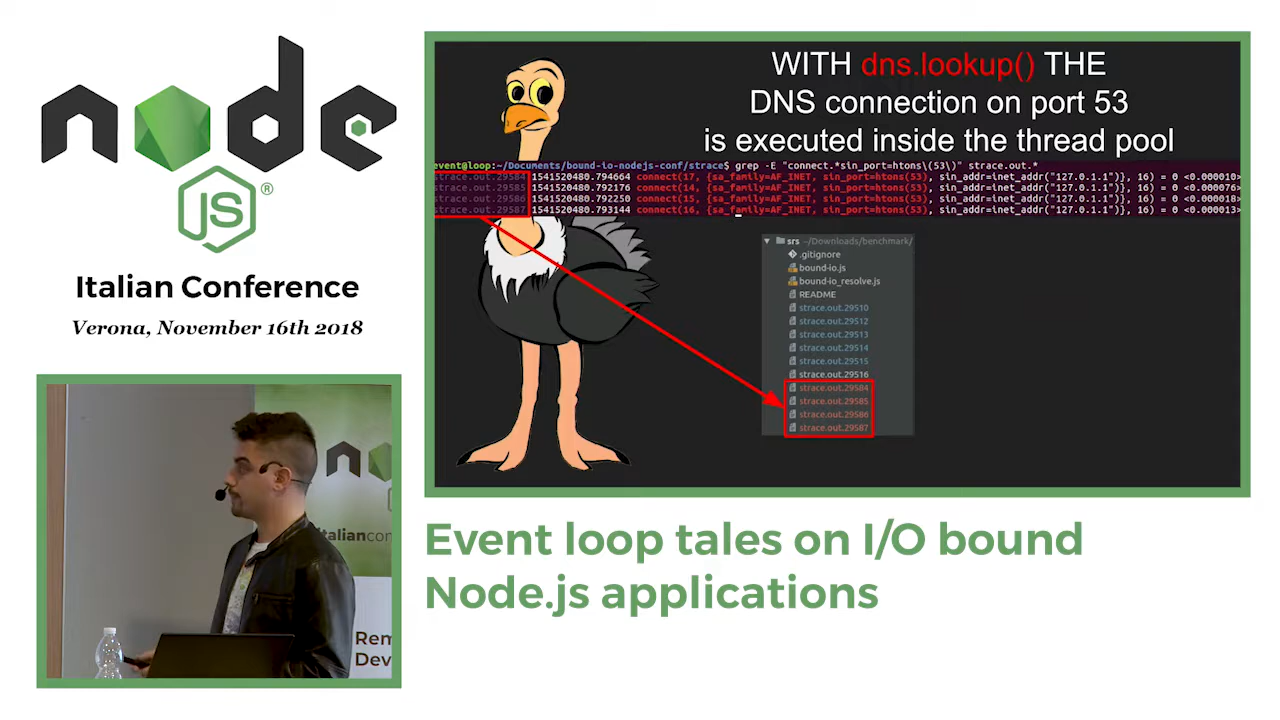 node
JS
®
Italian Conference
Verona, November 16th 2018
WITH dns.lookup() THE
DNS connection on port 53
is executed inside the thread pool
event@loop:~/Documents/bound-io-nodejs-conf/strace$ grep -E "connect.*sin_port=htons\(53\)" strace.out.*
strace.out.29584 1541520480.794664 connect(17, {sa_family=AF_INET, sin_port=htons(53), sin_addr=inet_addr("127.0.1.1")}, 16) = 0 <0.000010>
strace.out.29585 1541520480.792176 connect(14, {sa_family=AF_INET, sin_port=htons(53), sin_addr=inet_addr("127.0.1.1")}, 16) = 0 <0.000076>
strace.out.29586 1541520480.792250 connect(15, {sa_family=AF_INET, sin_port=htons(53), sin_addr=inet_addr("127.0.1.1")}, 16) = 0 <0.000018>
strace.out.29587 1541520480.793144 connect(16, {sa_family=AF_INET, sin_port=htons(53), sin_addr=inet_addr("127.0.1.1")}, 16) = 0 <0.000013>
srs ~/Downloads/benchmark/
.gitignore
bound-io.js
bound-io_resolve.js
README
strace.out.29510
strace.out.29512
strace.out.29513
strace.out.29514
strace.out.29515
strace.out.29516
strace.out.29584
strace.out.29585
strace.out.29586
strace.out.29587
Event loop tales on I/O bound
Node.js applications
no
italiancon
Rem
Dev